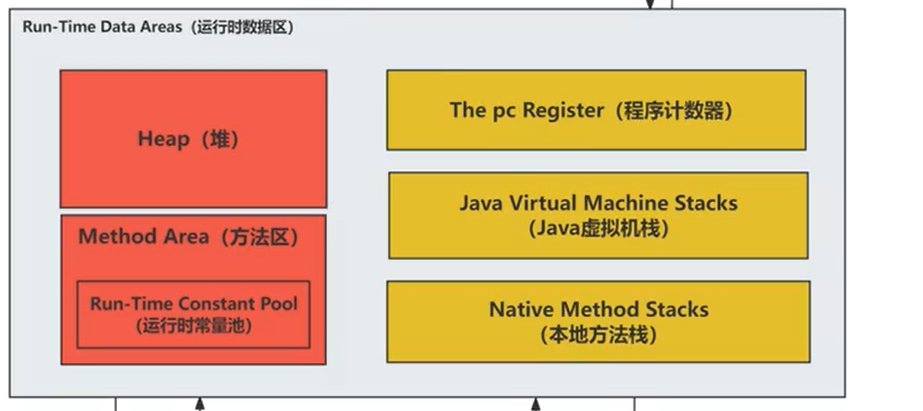 Run-Time Data Areas（运行时数据区）
Heap（堆）
Method Area（方法区）
Run-Time Constant Pool
（运行时常量池）
The pc Register（程序计数器）
Java Virtual Machine Stacks
（Java虚拟机栈）
Native Method Stacks
（本地方法栈）